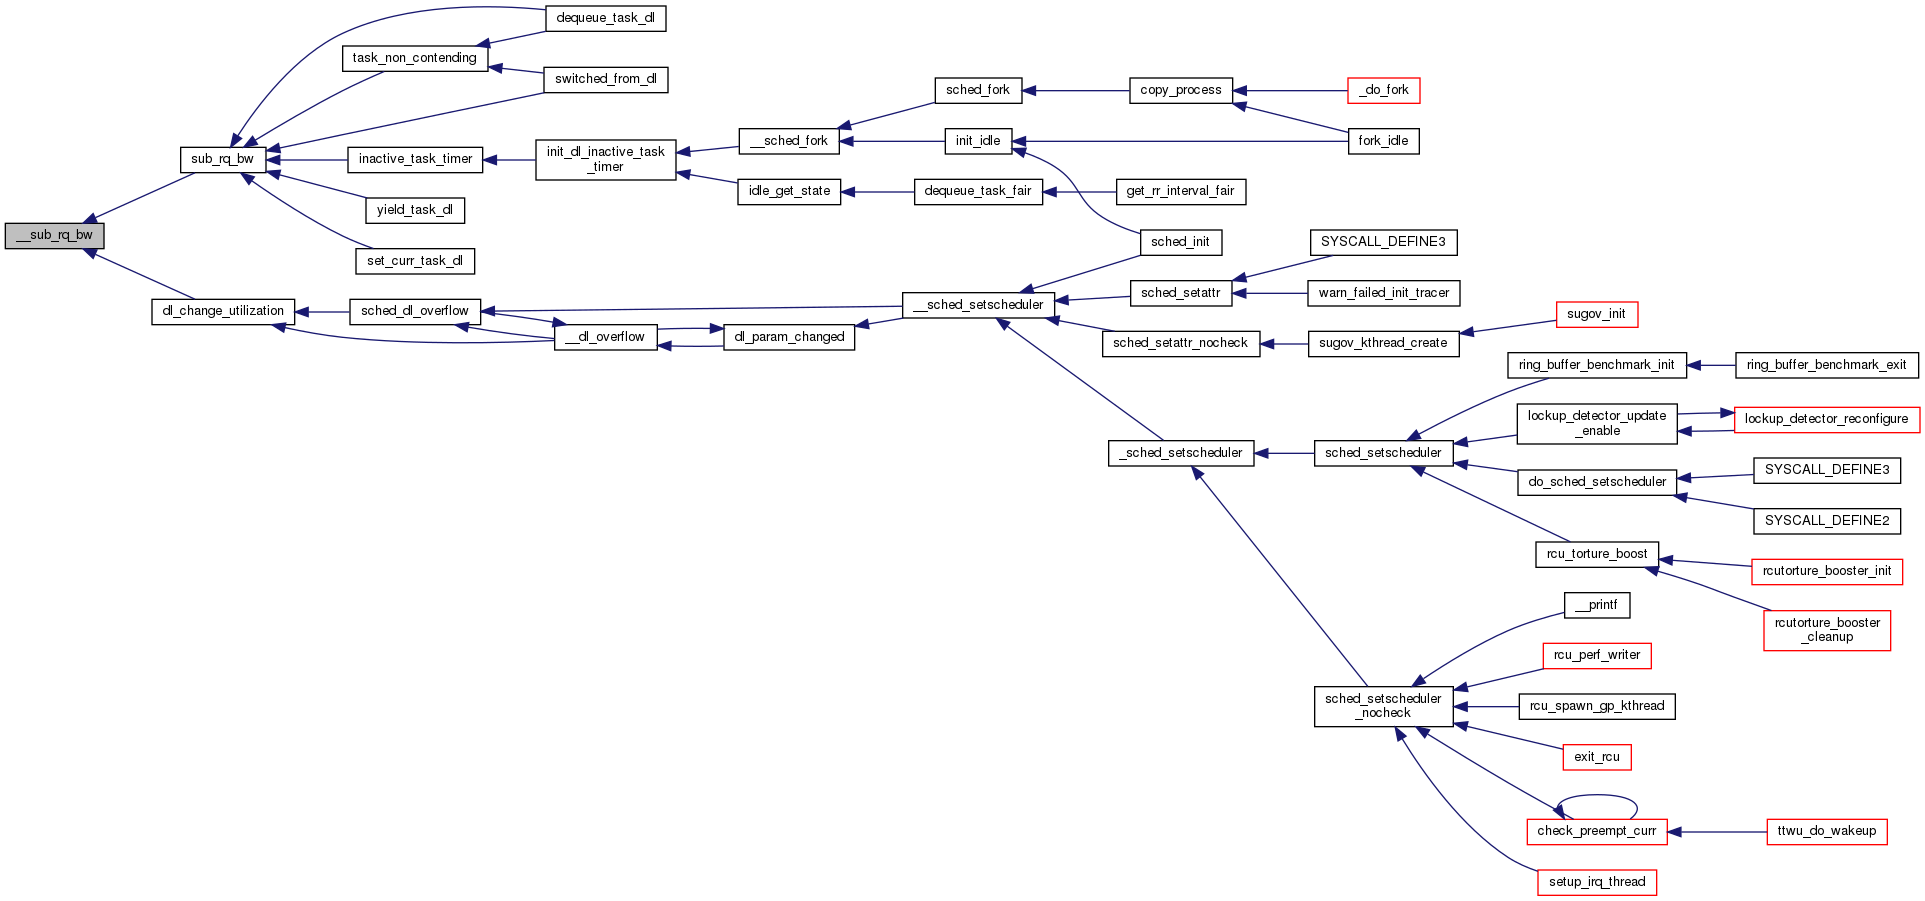 dequeue_task_dl
task_non_contending
switched_from_dl
sched_fork
copy_process
_do_fork
__sched_fork
init_idle
fork_idle
sub_rq_bw
inactive_task_timer
init_dl_inactive_task
_timer
idle_get_state
dequeue_task_fair
get_rr_interval_fair
yield_task_dl
__sub_rq_bw
set_curr_task_dl
sched_init
SYSCALL_DEFINE3
dl_change_utilization
sched_dl_overflow
__sched_setscheduler
sched_setattr
warn_failed_init_tracer
__dl_overflow
dl_param_changed
sched_setattr_nocheck
sugov_kthread_create
sugov_init
ring_buffer_benchmark_init
ring_buffer_benchmark_exit
lockup_detector_update
_enable
lockup_detector_reconfigure
_sched_setscheduler
sched_setscheduler
do_sched_setscheduler
SYSCALL_DEFINE3
SYSCALL_DEFINE2
rcu_torture_boost
rcutorture_booster_init
rcutorture_booster
_cleanup
__printf
rcu_perf_writer
sched_setscheduler
_nocheck
rcu_spawn_gp_kthread
exit_rcu
check_preempt_curr
ttwu_do_wakeup
setup_irq_thread